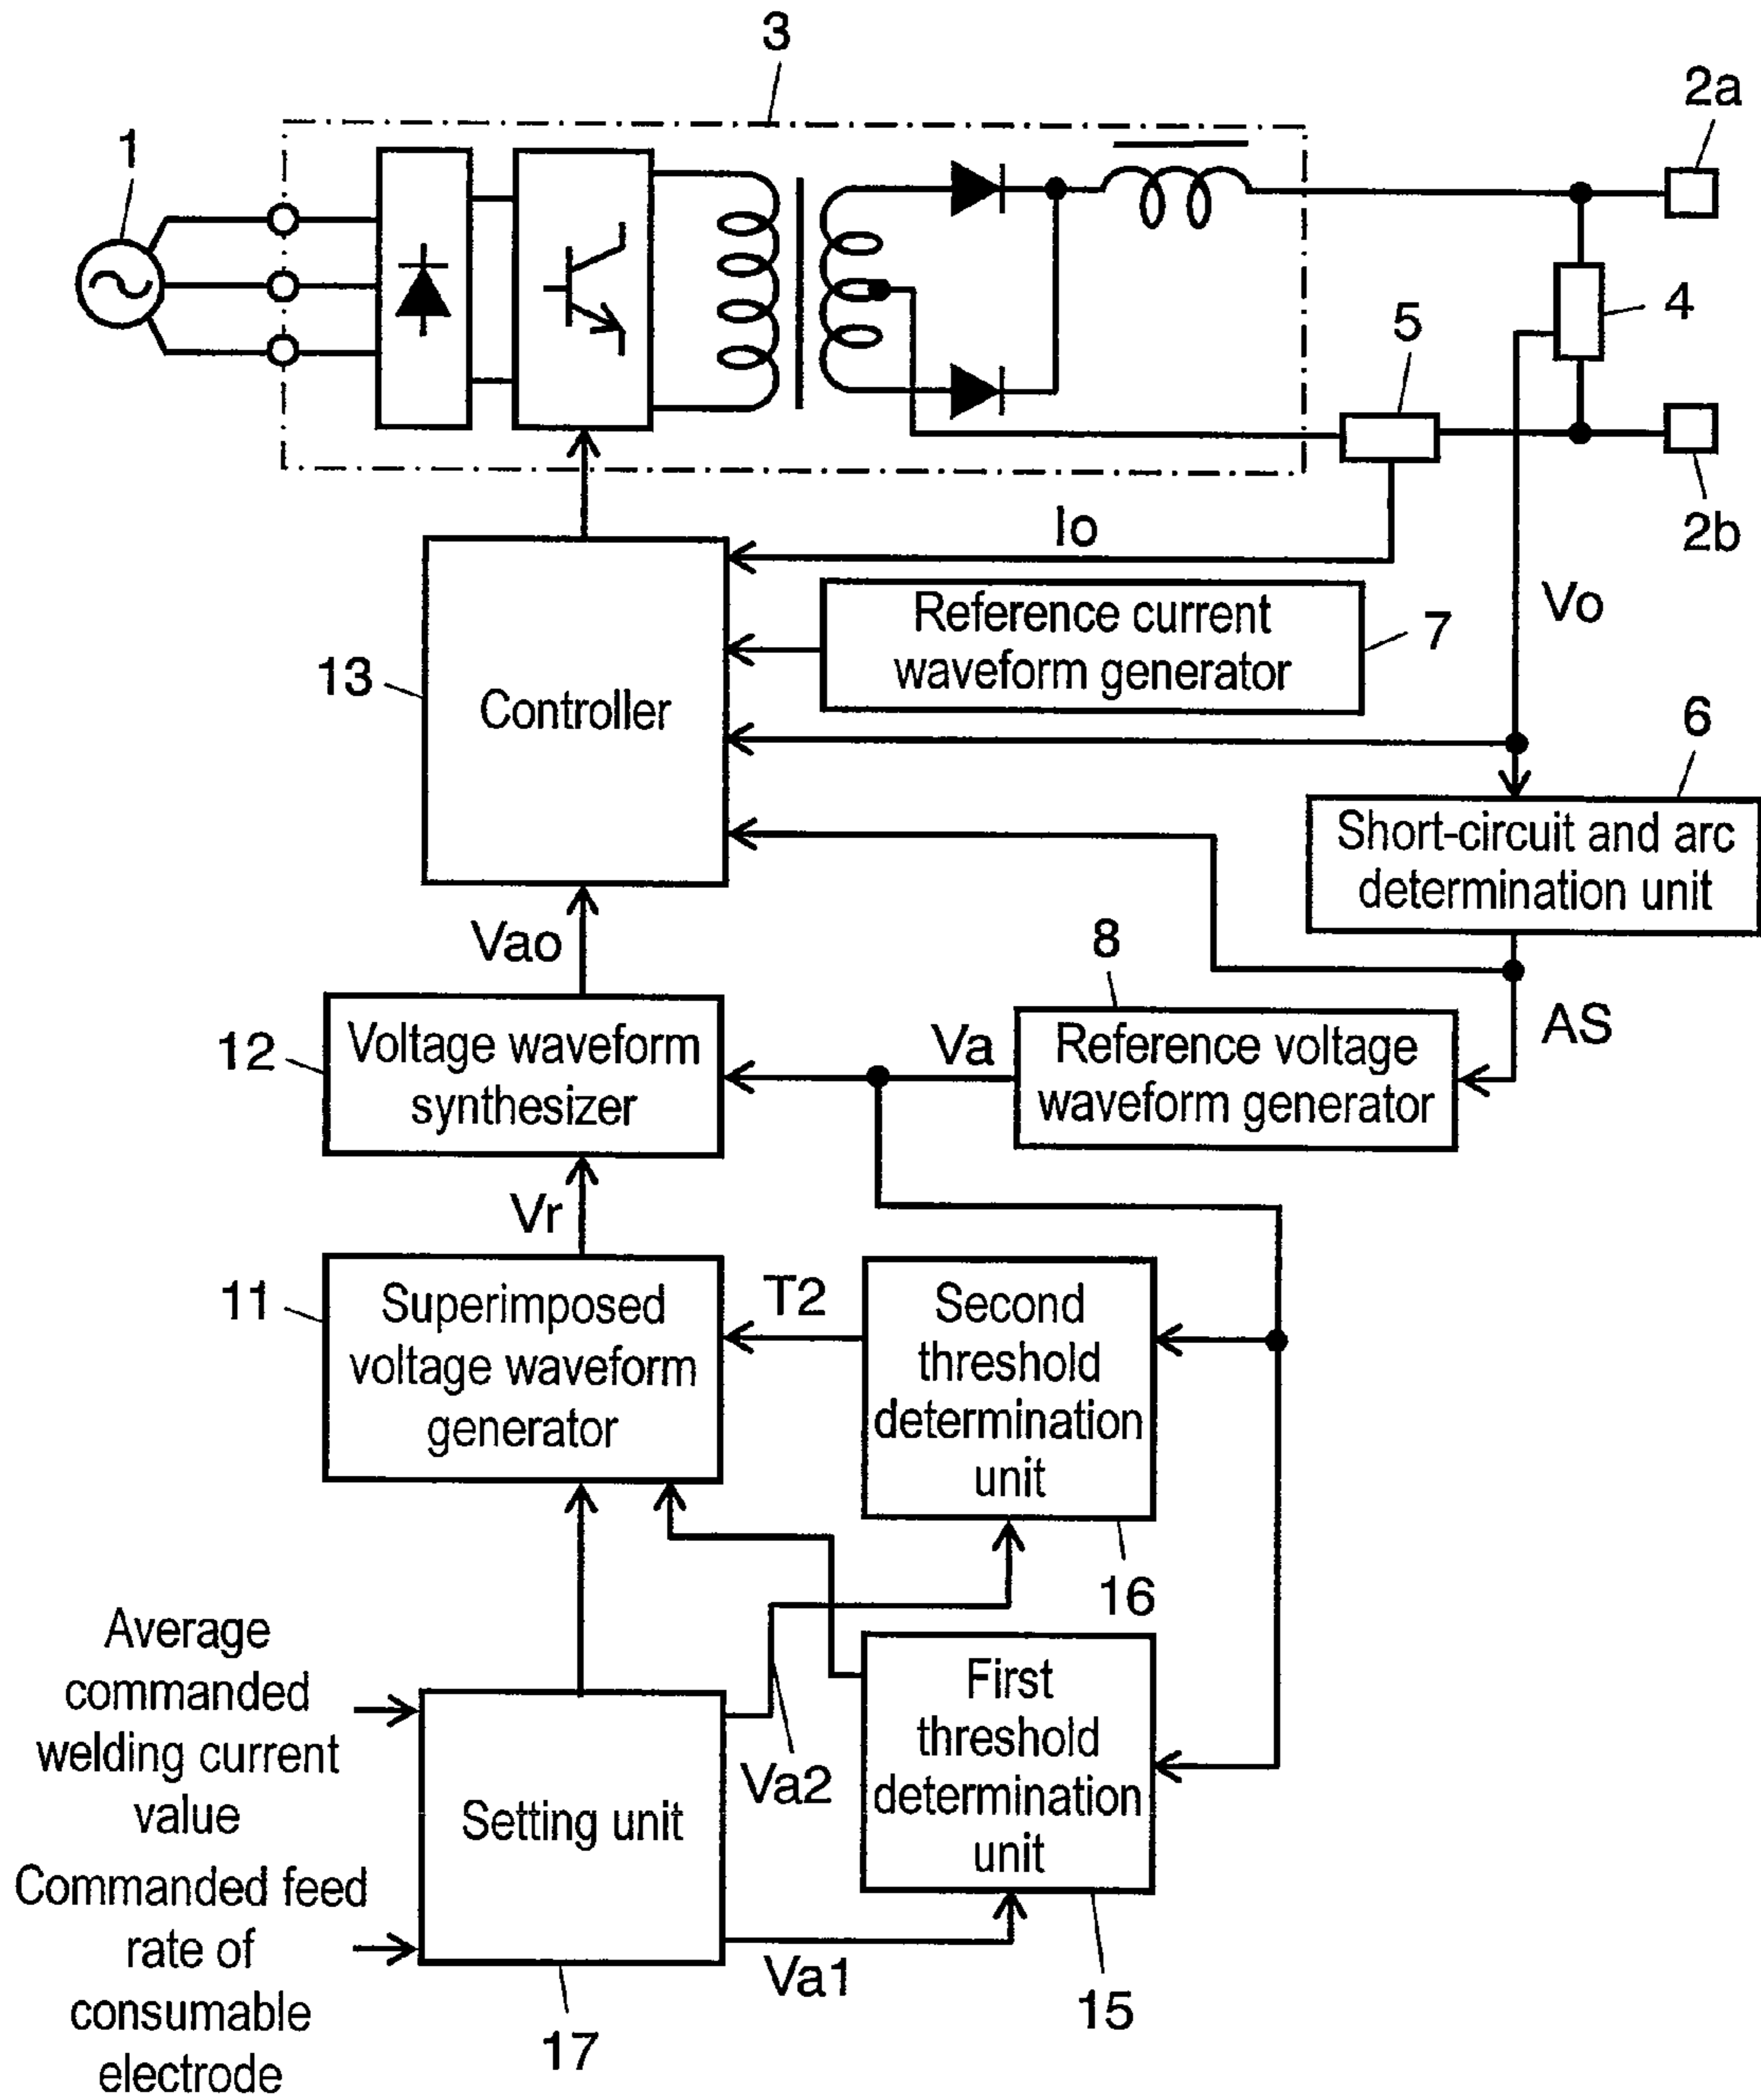 3
2a
1
5
4
2b
Io
Vo
Reference current
waveform generator
7
13
Controller
6
Short-circuit and arc
determination unit
Vao
8
AS
12
Voltage waveform
synthesizer
Va
Reference voltage
waveform generator
Vr
11
Superimposed
voltage waveform
generator
T2
Second
threshold
determination
unit
16
Average
commanded
welding current
value
First
threshold
determination
unit
Va2
Setting unit
Commanded feed
rate of
consumable
electrode
Va1
15
17